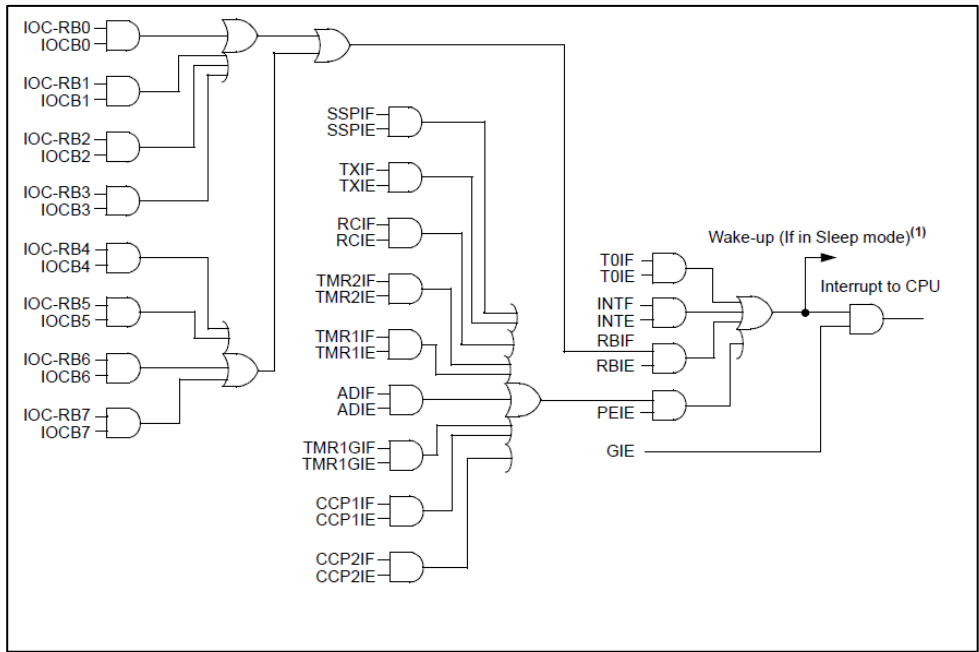 IOC-RB0
IOCB0
IOC-RB1
IOCB1
IOC-RB2
IOCB2
IOC-RB3
IOCB3
IOC-RB4
IOCB4
IOC-RB5
IOCB5
IOC-RB6
IOCB6
IOC-RB7
IOCB7
SSPIF
SSPIE
TXIF
TXIE
RCIF
RCIE
TMR2IF
TMR2IE
TMR1IF
TMR1IE
ADIF
ADIE
TMR1GIF
TMR1GIE
CCP1IF
CCP1IE
CCP2IF
CCP2IE
Wake-up (If in Sleep mode)(1)
T0IF
T0IE
Interrupt to CPU
INTF
INTE
RBIF
RBIE
PEIE
GIE